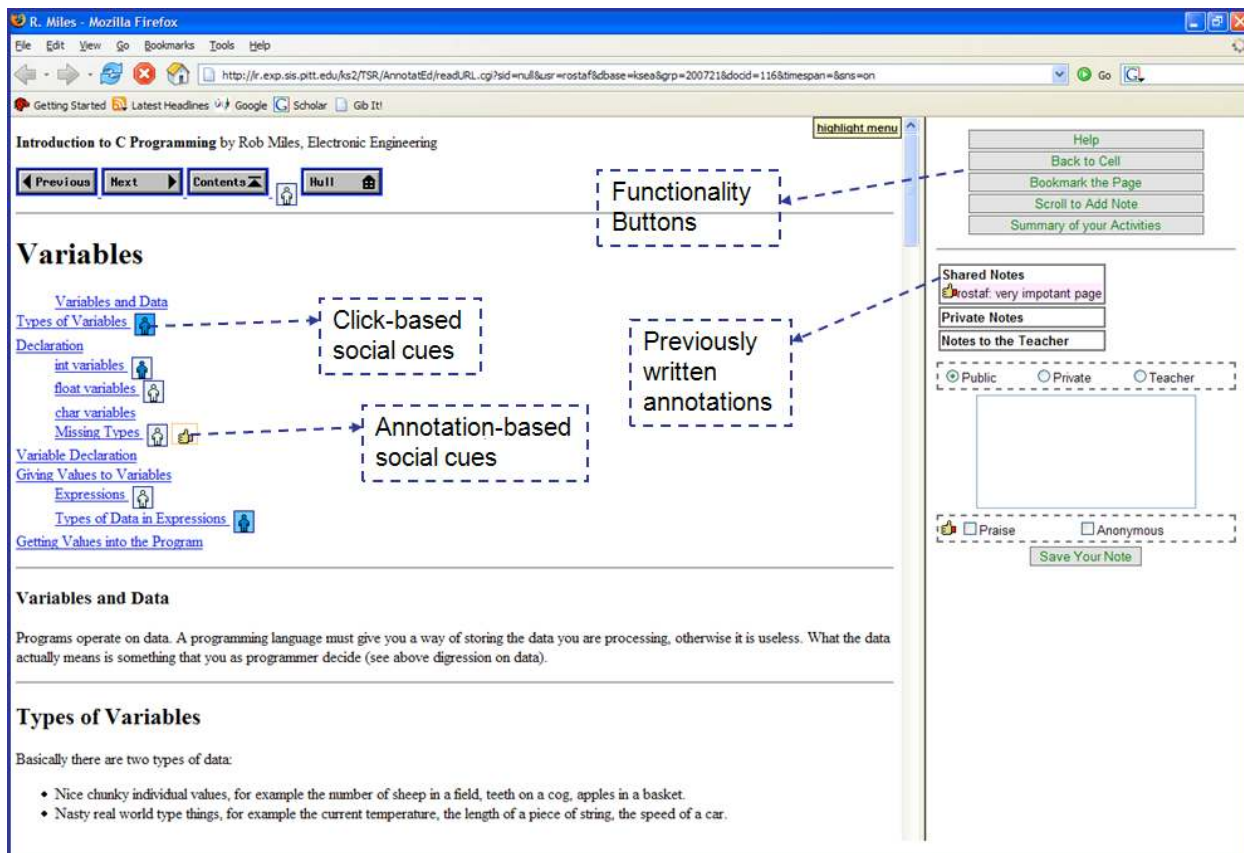 R. Miles - Mozilla Firefox
File Edit View Go Bookmarks Tools Help
http://ir.exp.sis.pitt.edu/ks2/TSR/AnnotatEd/readURL.cgi?sid=null&usr=rostaf&dbase=ksea&grp=200721&docid=116&timespan=&sns=on Go G
Getting Started Latest Headlines Google G Scholar Gib It!
highlight menu
Introduction to C Programming by Rob Miles, Electronic Engineering
Previous Next Contents Hull
Variables
Variables and Data
Types of Variables
Declaration
int variables
float variables
char variables
Missing Types
Variable Declaration
Giving Values to Variables
Expressions
Types of Data in Expressions
Getting Values into the Program
Click-based
social cues
Annotation-based
social cues
Functionality
Buttons
Previously
written
annotations
Variables and Data
Programs operate on data. A programming language must give you a way of storing the data you are processing, otherwise it is useless. What the data
actually means is something that you as programmer decide (see above digression on data).
Types of Variables
Basically there are two types of data:
• Nice chunky individual values, for example the number of sheep in a field, teeth on a cog, apples in a basket.
• Nasty real world type things, for example the current temperature, the length of a piece of string, the speed of a car.
Help
Back to Cell
Bookmark the Page
Scroll to Add Note
Summary of your Activities
Shared Notes
rostaf: very impotant page
Private Notes
Notes to the Teacher
Public Private Teacher
Praise Anonymous
Save Your Note